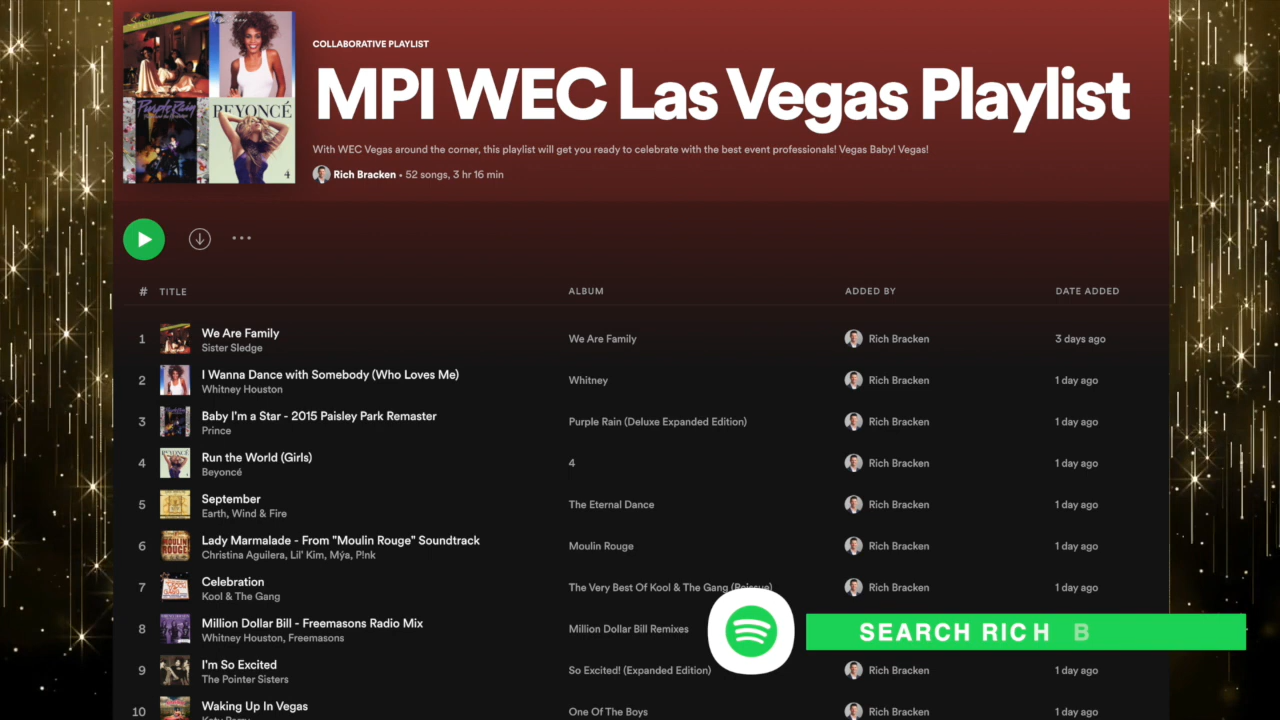 COLLABORATIVE PLAYLIST
MPI WEC Las Vegas Playlist
With WEC Vegas around the corner, this playlist will get you ready to celebrate with the best event professionals! Vegas Baby! Vegas!
Rich Bracken • 52 songs, 3 hr 16 min
# TITLE ALBUM ADDED BY DATE ADDED
1 We Are Family We Are Family Rich Bracken 3 days ago
Sister Sledge
2 I Wanna Dance with Somebody (Who Loves Me) Whitney Rich Bracken 1 day ago
Whitney Houston
3 Baby I'm a Star - 2015 Paisley Park Remaster Purple Rain (Deluxe Expanded Edition) Rich Bracken 1 day ago
Prince
4 Run the World (Girls) 4 Rich Bracken 1 day ago
Beyoncé
5 September The Eternal Dance Rich Bracken 1 day ago
Earth, Wind & Fire
6 Lady Marmalade - From "Moulin Rouge" Soundtrack Moulin Rouge Rich Bracken 1 day ago
Christina Aguilera, Lil' Kim, Mýa, P!nk
7 Celebration The Very Best Of Kool & The Gang (Reissue) Rich Bracken 1 day ago
Kool & The Gang
8 Million Dollar Bill - Freemasons Radio Mix Million Dollar Bill Remixes
Whitney Houston, Freemasons
SEARCH RICH B
9 I'm So Excited So Excited! (Expanded Edition) Rich Bracken 1 day ago
The Pointer Sisters
10 Waking Up In Vegas One Of The Boys Rich Bracken 1 day ago
Katy Perry
Purple Rain
BEYONCÉ
4